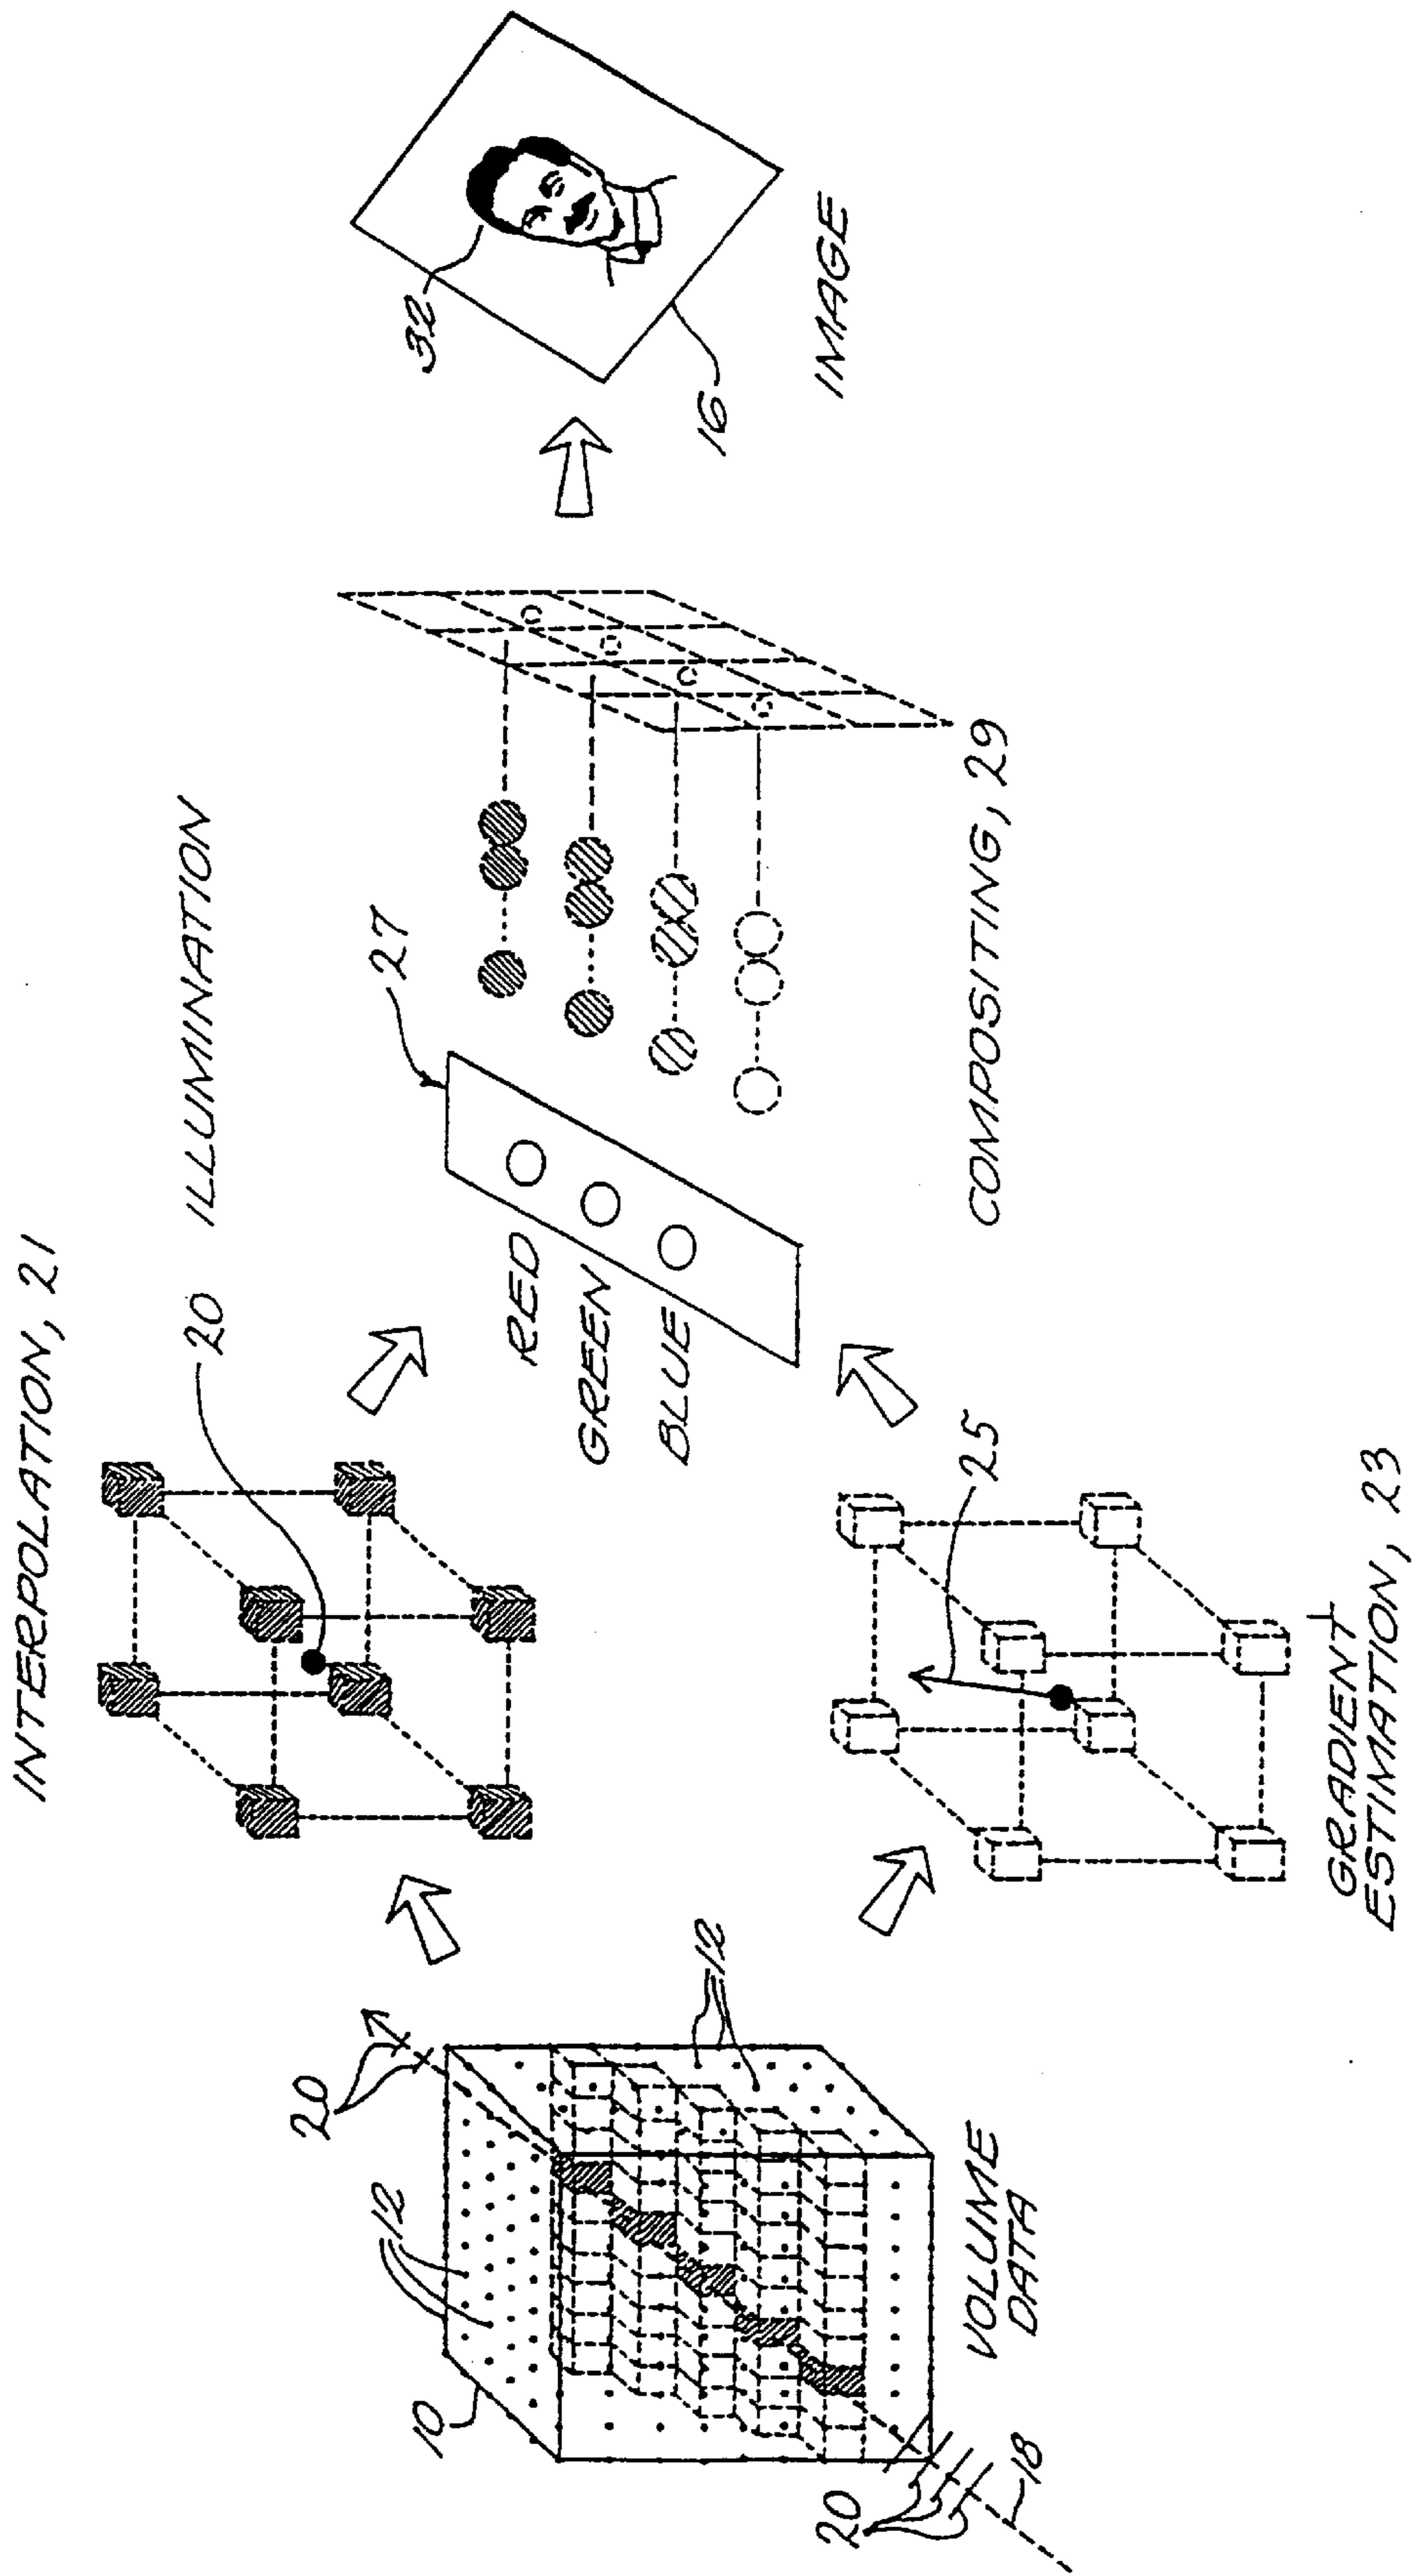 INTERPOLATION, 21
20
ILLUMINATION
27
32
20
12
10
RED
GREEN
BLUE
16
IMAGE
12
25
20
18
VOLUME
DATA
COMPOSITING, 29
GRADIENT
ESTIMATION, 23